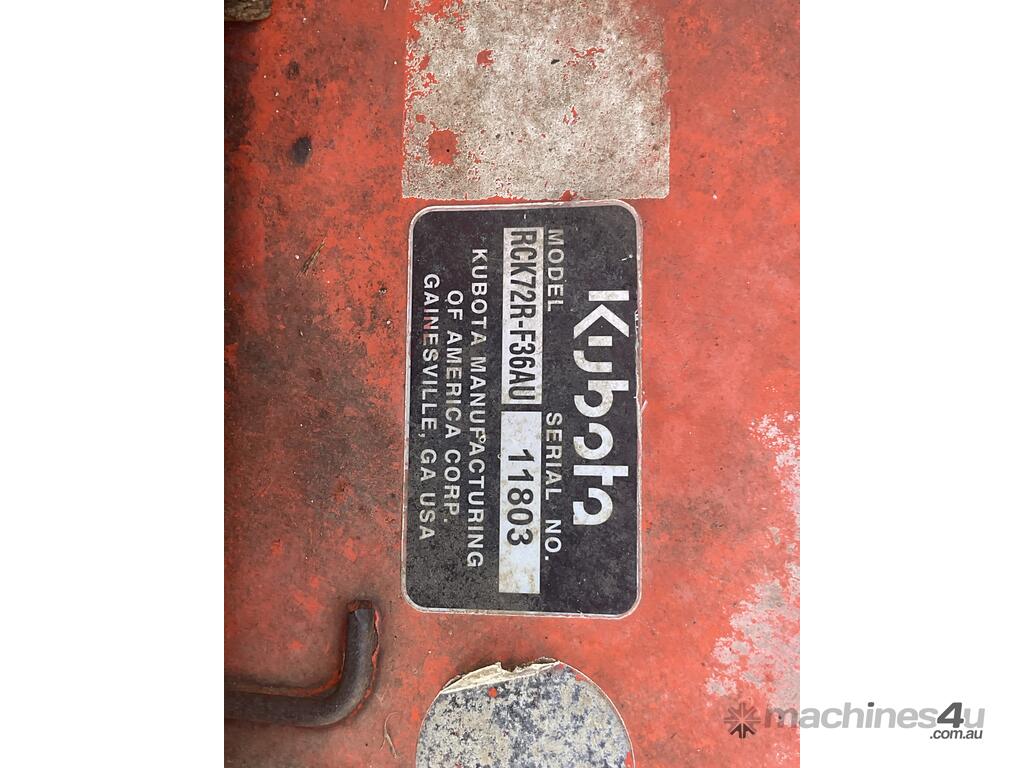 Kubota
MODEL SERIAL NO.
RCK72R-F36AU 11803
KUBOTA MANUFACTURING
OF AMERICA CORP.
GAINESVILLE, GA USA
machines4u
.com.au